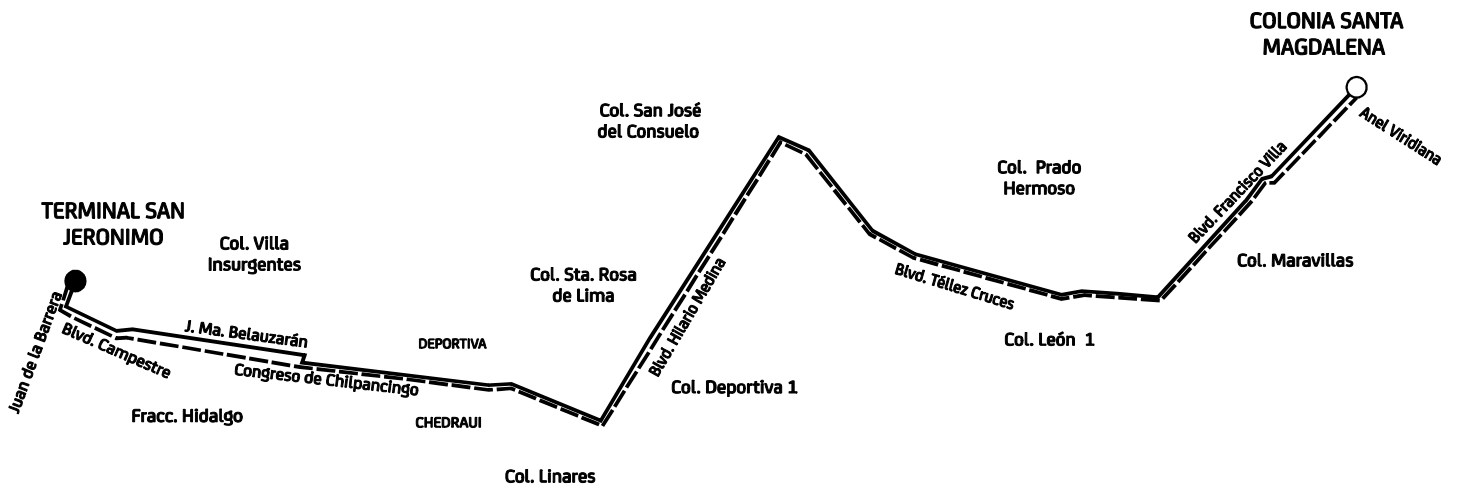 COLONIA SANTA
MAGDALENA
Anel Viridiana
Col. San José
del Consuelo
Col. Prado
Hermoso
Blvd. Francisco Villa
TERMINAL SAN
JERONIMO
Col. Villa
Insurgentes
Col. Sta. Rosa
de Lima
Blvd. Hilario Medina
Blvd. Téllez Cruces
Col. Maravillas
Juan de la Barrera
Blvd. Campestre
J. Ma. Belauzarán
DEPORTIVA
Col. León 1
Congreso de Chilpancingo
Col. Deportiva 1
Fracc. Hidalgo
CHEDRAUI
Col. Linares